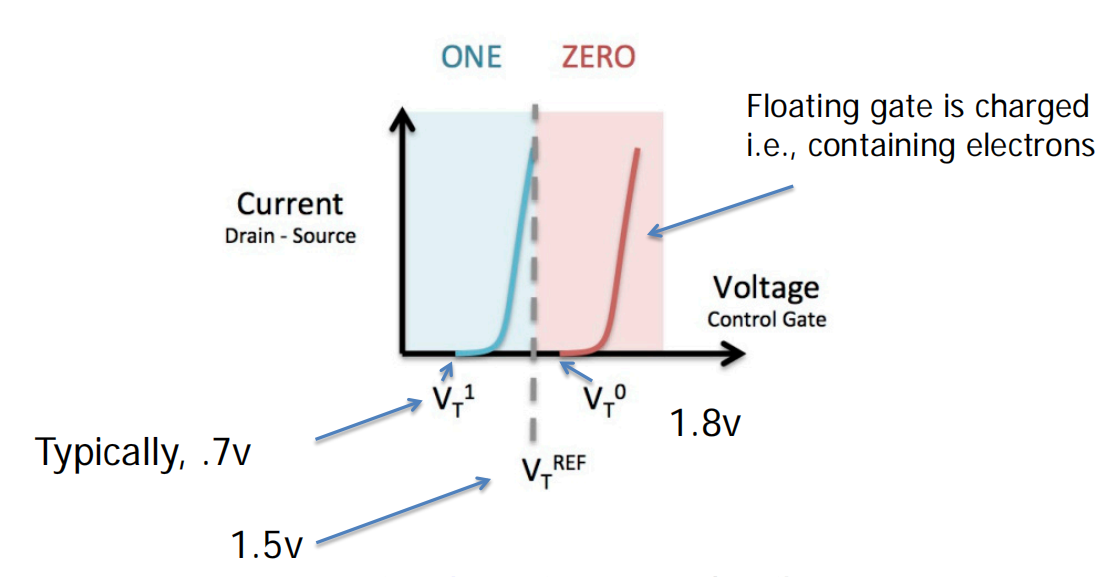 ONE
ZERO
Floating gate is charged
i.e., containing electrons
Current
Drain - Source
Voltage
Control Gate
V_T^1
V_T^0
1.8v
Typically, .7v
V_T^REF
1.5v